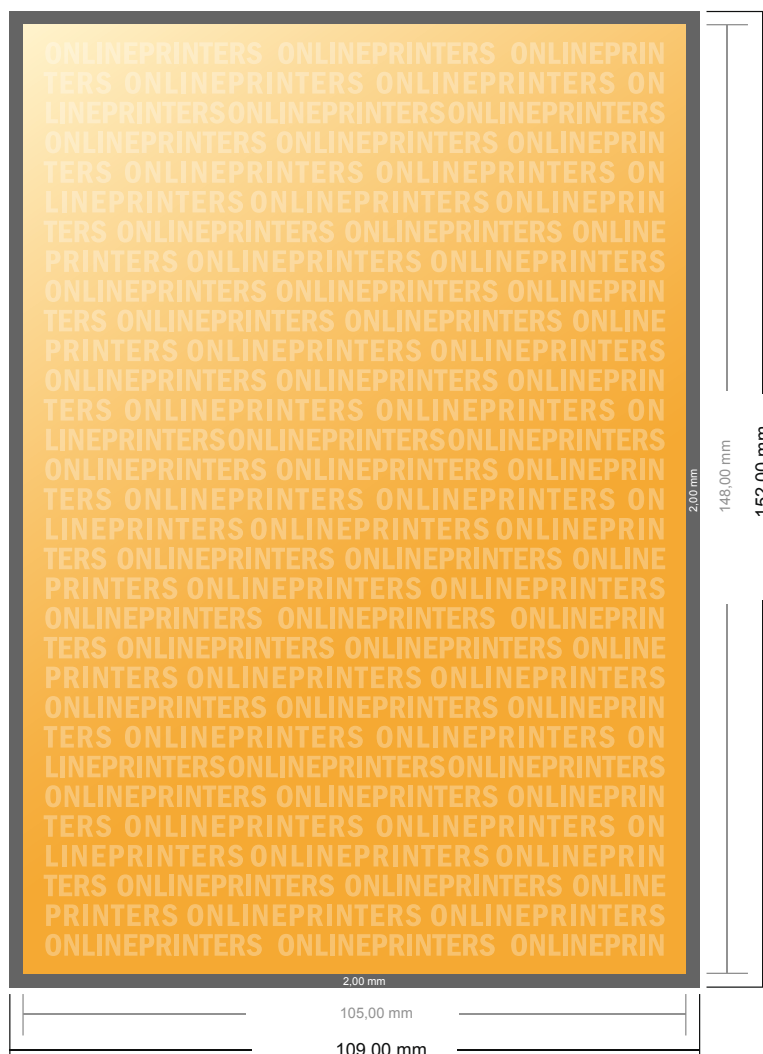 ONLINEPRINTERS ONLINEPRINTERS ONLINEPRIN
TERS ONLINEPRINTERS ONLINEPRINTERS ON
LINEPRINTERSONLINEPRINTERSONLINEPRINTERS
ONLINEPRINTERS ONLINEPRINTERS ONLINEPRIN
TERS ONLINEPRINTERS ONLINEPRINTERS ON
LINEPRINTERS ONLINEPRINTERS ONLINEPRIN
TERS ONLINEPRINTERS ONLINEPRINTERS ONLINE
PRINTERS ONLINEPRINTERS ONLINEPRINTERS
ONLINEPRINTERS ONLINEPRINTERS ONLINEPRIN
TERS ONLINEPRINTERS ONLINEPRINTERS ONLINE
PRINTERS ONLINEPRINTERS ONLINEPRINTERS
ONLINEPRINTERS ONLINEPRINTERS ONLINEPRIN
TERS ONLINEPRINTERS ONLINEPRINTERS ON
LINEPRINTERSONLINEPRINTERSONLINEPRINTERS
ONLINEPRINTERS ONLINEPRINTERS ONLINEPRIN
TERS ONLINEPRINTERS ONLINEPRINTERS ON
LINEPRINTERS ONLINEPRINTERS ONLINEPRIN
TERS ONLINEPRINTERS ONLINEPRINTERS ONLINE
PRINTERS ONLINEPRINTERS ONLINEPRINTERS
ONLINEPRINTERS ONLINEPRINTERS ONLINEPRIN
TERS ONLINEPRINTERS ONLINEPRINTERS ONLINE
PRINTERS ONLINEPRINTERS ONLINEPRINTERS
ONLINEPRINTERS ONLINEPRINTERS ONLINEPRIN
TERS ONLINEPRINTERS ONLINEPRINTERS ON
LINEPRINTERSONLINEPRINTERSONLINEPRINTERS
ONLINEPRINTERS ONLINEPRINTERS ONLINEPRIN
TERS ONLINEPRINTERS ONLINEPRINTERS ON
LINEPRINTERS ONLINEPRINTERS ONLINEPRIN
TERS ONLINEPRINTERS ONLINEPRINTERS ONLINE
PRINTERS ONLINEPRINTERS ONLINEPRINTERS
ONLINEPRINTERS ONLINEPRINTERS ONLINEPRIN
2,00 mm
148,00 mm
152,00 mm
2,00 mm
105,00 mm
109,00 mm